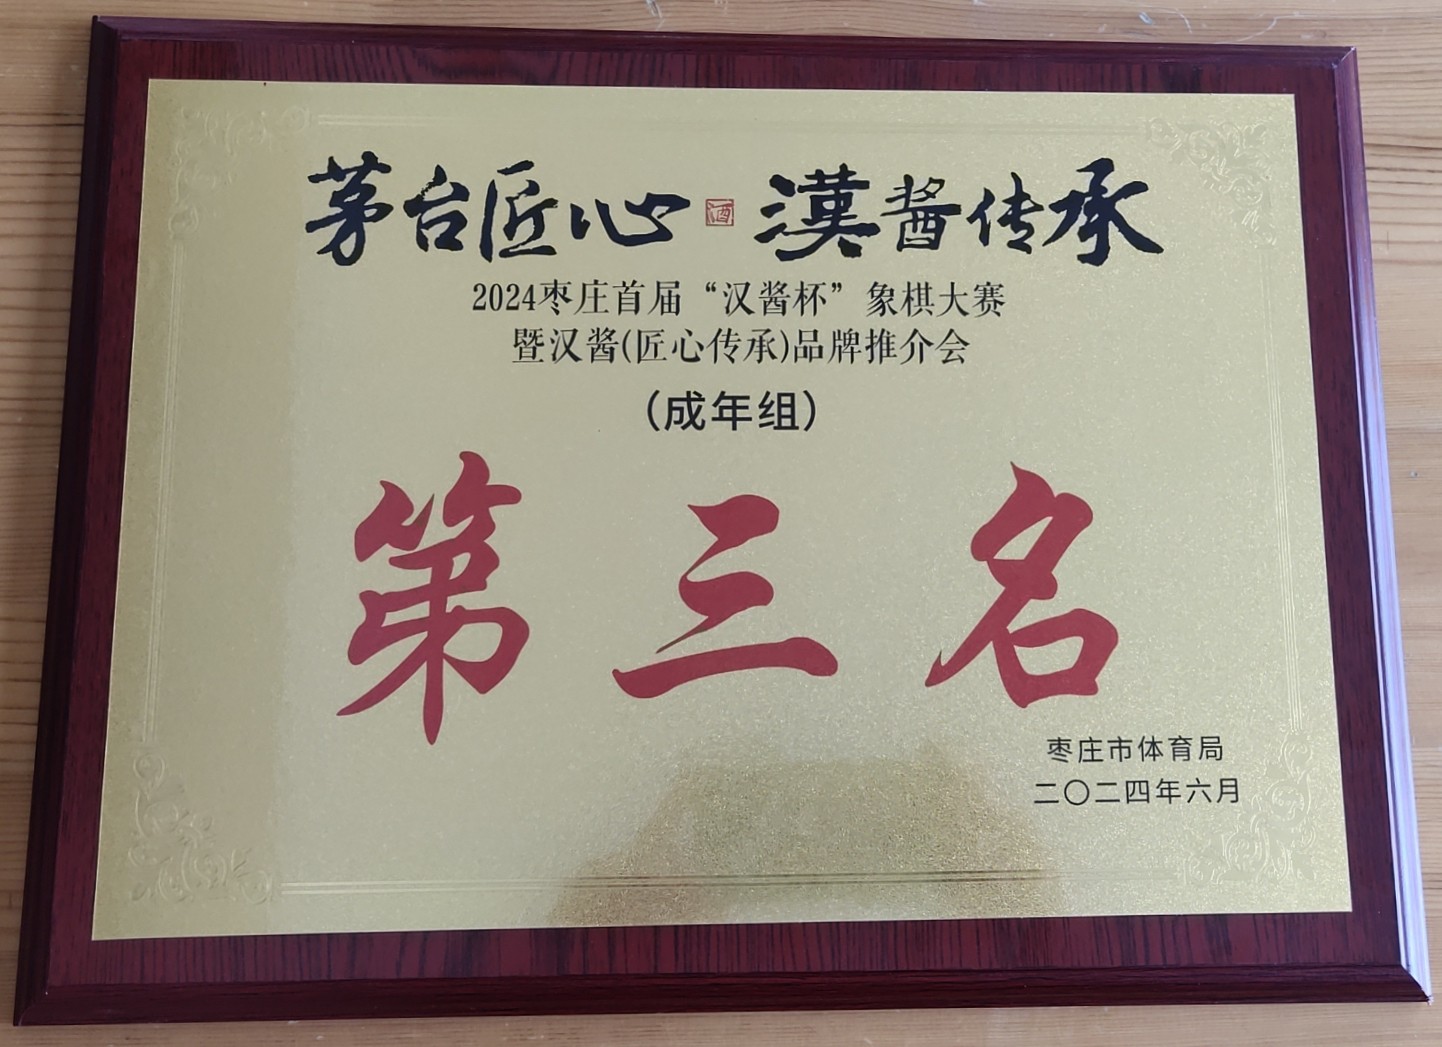 茅台匠心 酒 漢酱传承
2024枣庄首届“汉酱杯”象棋大赛
暨汉酱(匠心传承)品牌推介会
(成年组)
第三名
枣庄市体育局
二〇二四年六月